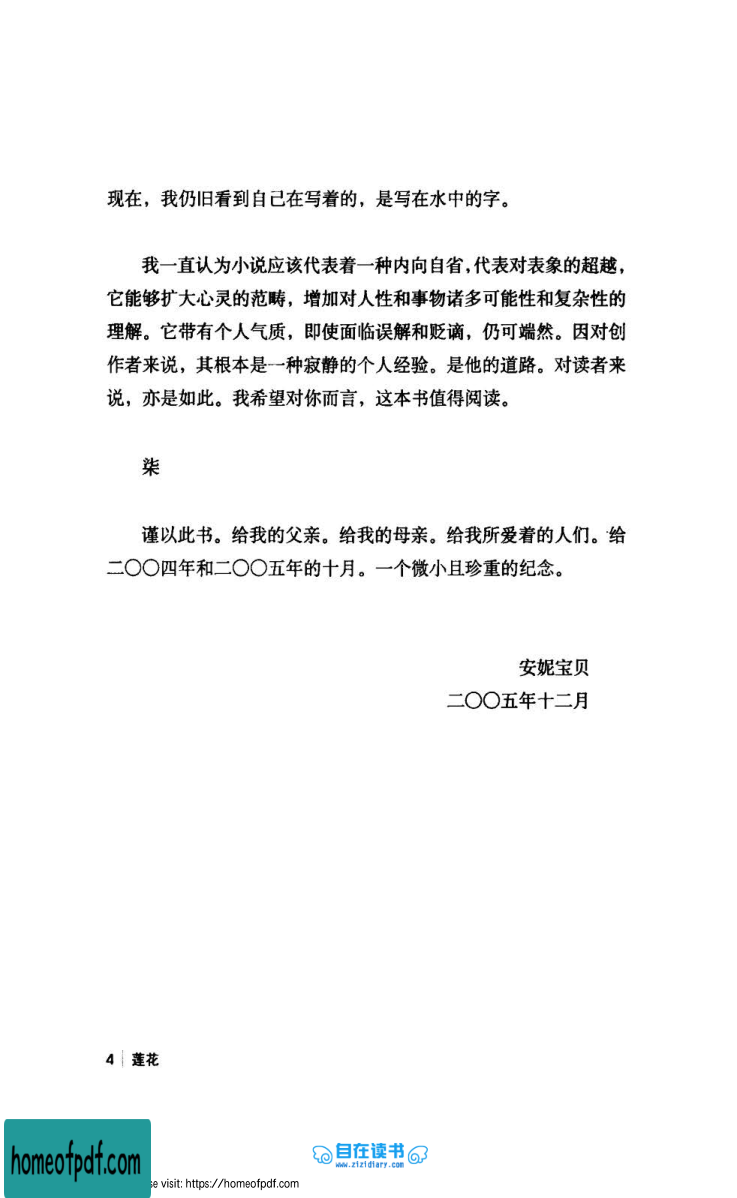 现在，我仍旧看到自己在写着的，是写在水中的字。
我一直认为小说应该代表着一种内向自省，代表对表象的超越，
它能够扩大心灵的范畴，增加对人性和事物诸多可能性和复杂性的
理解。它带有个人气质，即使面临误解和贬谪，仍可端然。因对创
作者来说，其根本是一种寂静的个人经验。是他的道路。对读者来
说，亦是如此。我希望对你而言，这本书值得阅读。
柒
谨以此书。给我的父亲。给我的母亲。给我所爱着的人们。给
二〇〇四年和二〇〇五年的十月。一个微小且珍重的纪念。
安妮宝贝
二〇〇五年十二月
4 | 莲花
homeofpdf.com
自在读书
www.zizidiary.com
se visit: https://homeofpdf.com